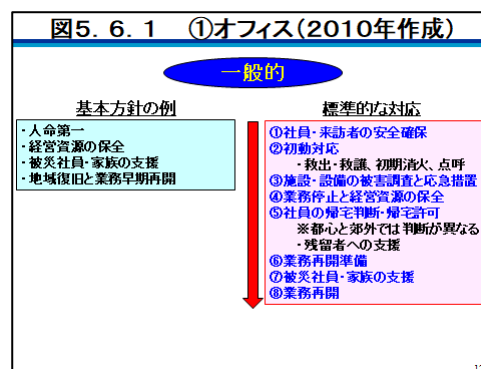 図5.6.1 ①オフィス(2010年作成)
一般的
基本方針の例
・人命第一
・経営資源の保全
・被災社員・家族の支援
・地域復旧と業務早期再開
標準的な対応
①社員・来訪者の安全確保
②初動対応
・救出・救護、初期消火、点呼
③施設・設備の被害調査と応急措置
④業務停止と経営資源の保全
⑤社員の帰宅判断・帰宅許可
※都心と郊外では判断が異なる
・残留者への支援
⑥業務再開準備
⑦被災社員・家族の支援
⑧業務再開